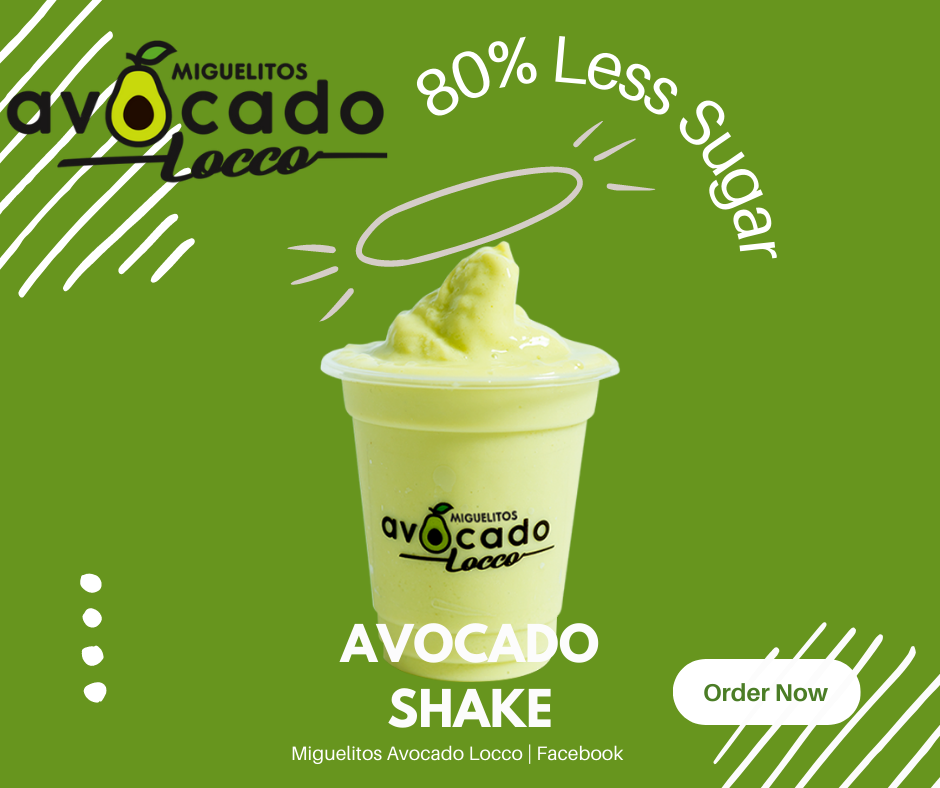 MIGUELITOS
avocado
Locco
80% Less Sugar
MIGUELITOS
avocado
Locco
AVOCADO
SHAKE
Order Now
Miguelitos Avocado Locco | Facebook